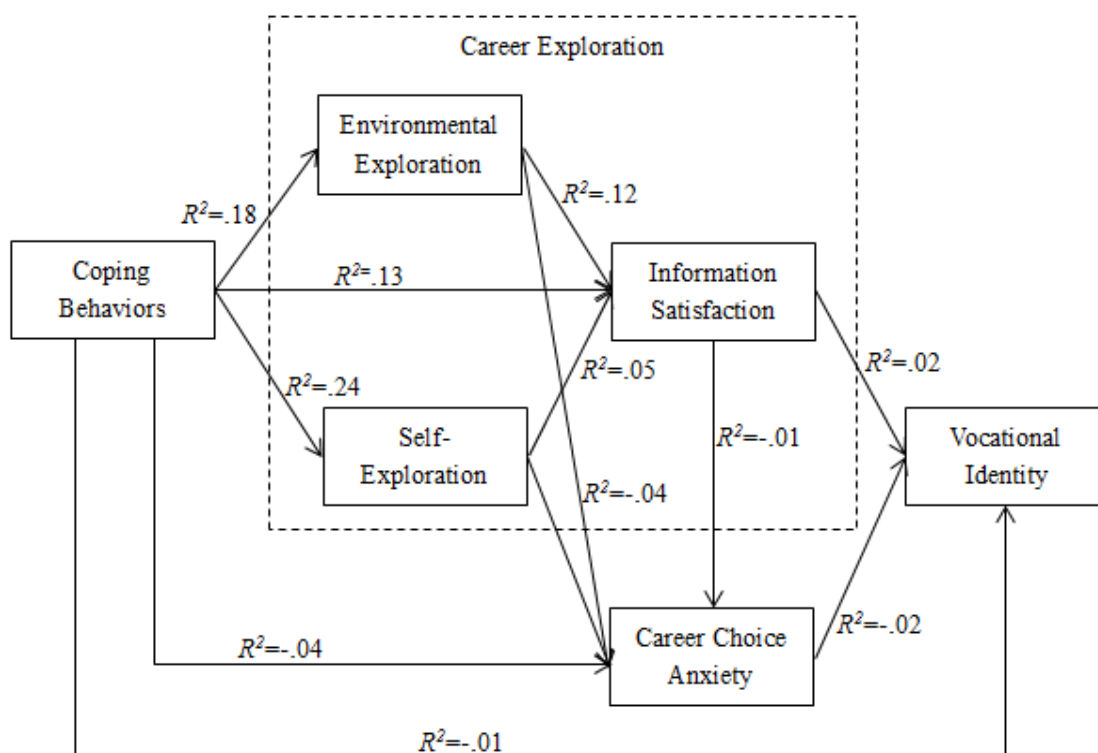 Career Exploration
Environmental
Exploration
R²=.18
R²=.12
Coping
Behaviors
R²=.13
Information
Satisfaction
R²=.24
R²=.05
R²=.02
Self-
Exploration
R²=-.01
Vocational
Identity
R²=-.04
Career Choice
Anxiety
R²=-.02
R²=-.04
R²=-.01